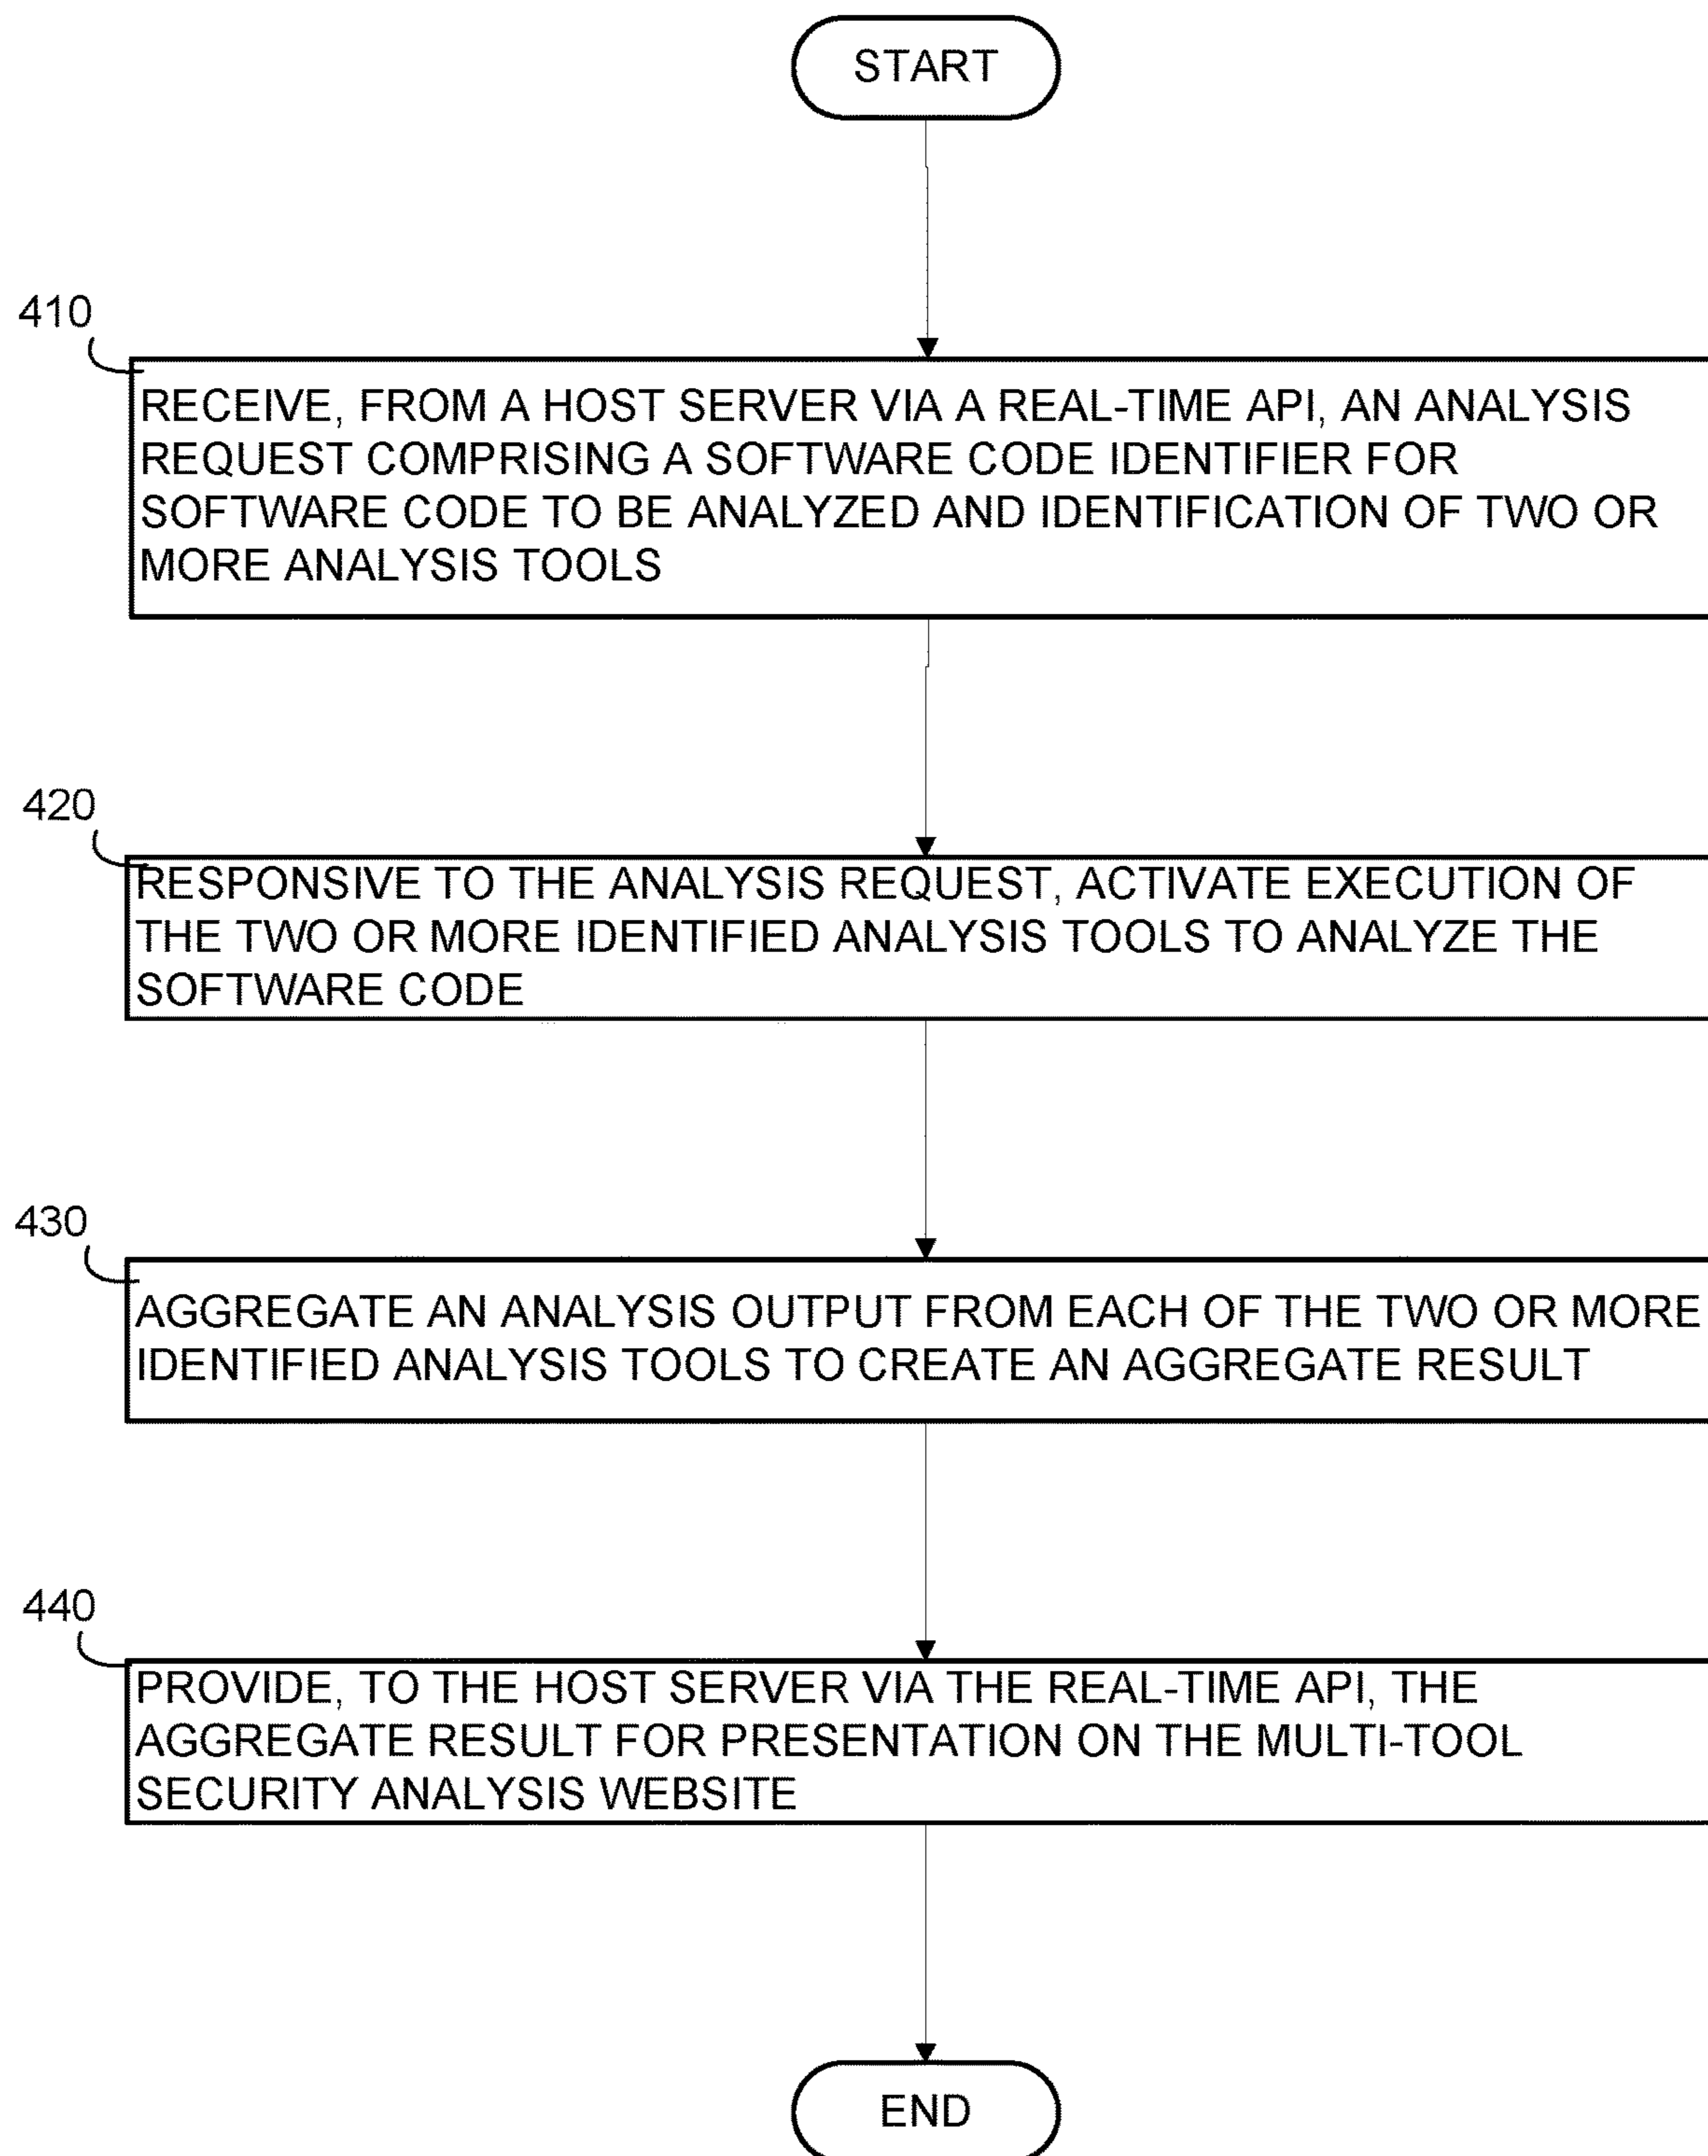 START
410
RECEIVE, FROM A HOST SERVER VIA A REAL-TIME API, AN ANALYSIS
REQUEST COMPRISING A SOFTWARE CODE IDENTIFIER FOR
SOFTWARE CODE TO BE ANALYZED AND IDENTIFICATION OF TWO OR
MORE ANALYSIS TOOLS
420
RESPONSIVE TO THE ANALYSIS REQUEST, ACTIVATE EXECUTION OF
THE TWO OR MORE IDENTIFIED ANALYSIS TOOLS TO ANALYZE THE
SOFTWARE CODE
430
AGGREGATE AN ANALYSIS OUTPUT FROM EACH OF THE TWO OR MORE
IDENTIFIED ANALYSIS TOOLS TO CREATE AN AGGREGATE RESULT
440
PROVIDE, TO THE HOST SERVER VIA THE REAL-TIME API, THE
AGGREGATE RESULT FOR PRESENTATION ON THE MULTI-TOOL
SECURITY ANALYSIS WEBSITE
END